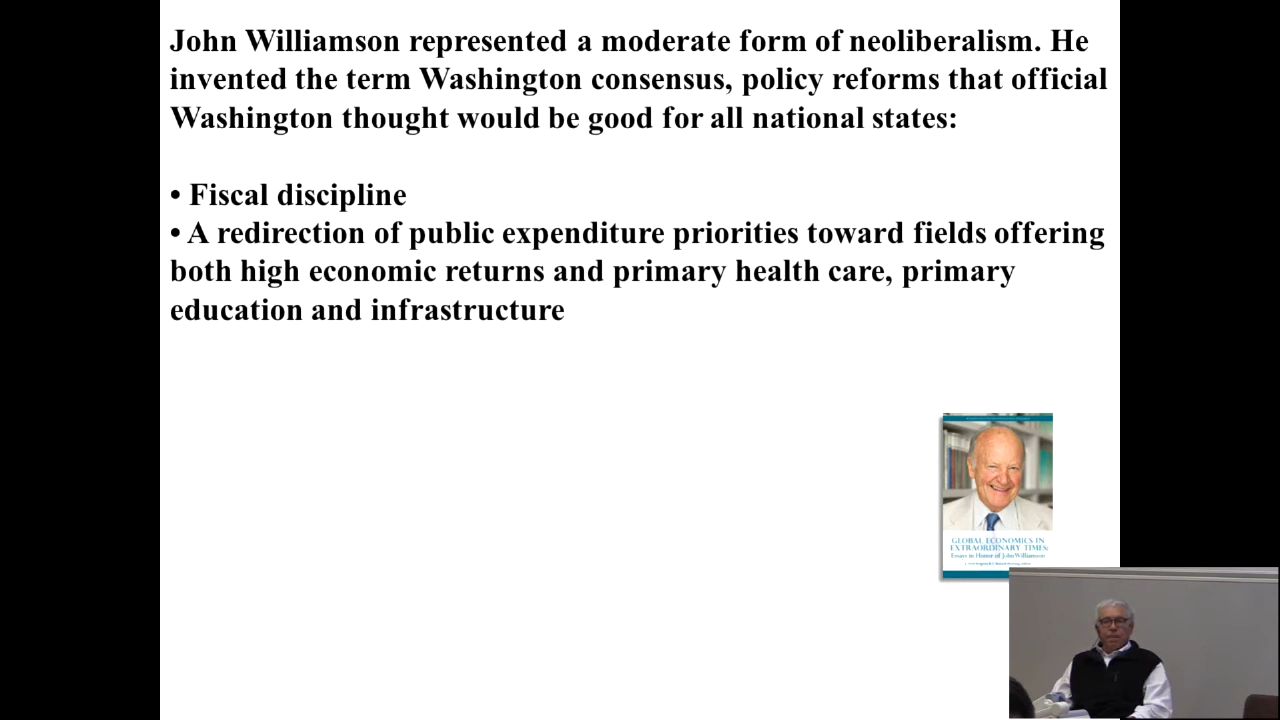 John Williamson represented a moderate form of neoliberalism. He
invented the term Washington consensus, policy reforms that official
Washington thought would be good for all national states:
• Fiscal discipline
• A redirection of public expenditure priorities toward fields offering
both high economic returns and primary health care, primary
education and infrastructure
GLOBAL ECONOMICS IN
EXTRAORDINARY TIMES:
Essays in Honor of John Williamson